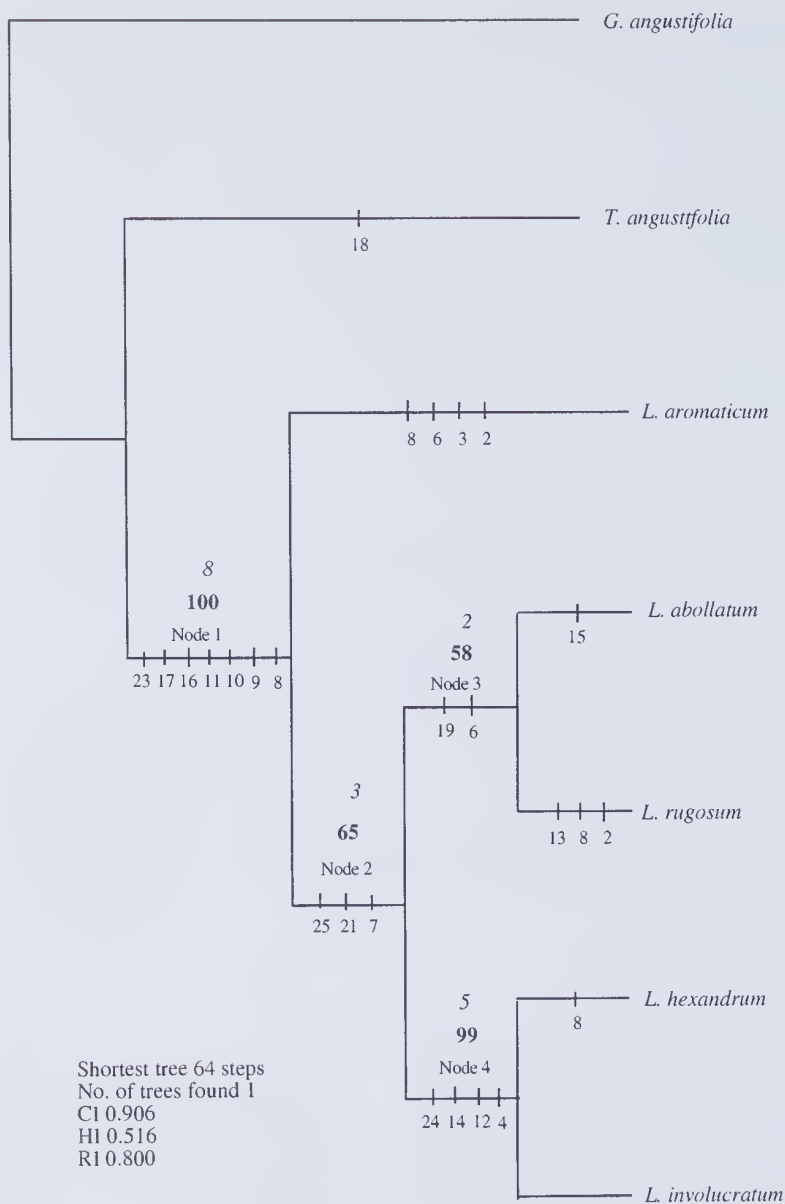 G. angustifolia
T. angusttfolia
18
L. aromaticum
8 6 3 2
8
100
Node 1
23 17 16 11 10 9 8
L. abollatum
15
2
58
Node 3
19 6
L. rugosum
13 8 2
3
65
Node 2
25 21 7
L. hexandrum
8
5
99
Node 4
24 14 12 4
Shortest tree 64 steps
No. of trees found 1
CI 0.906
HI 0.516
RI 0.800
L. involucratum